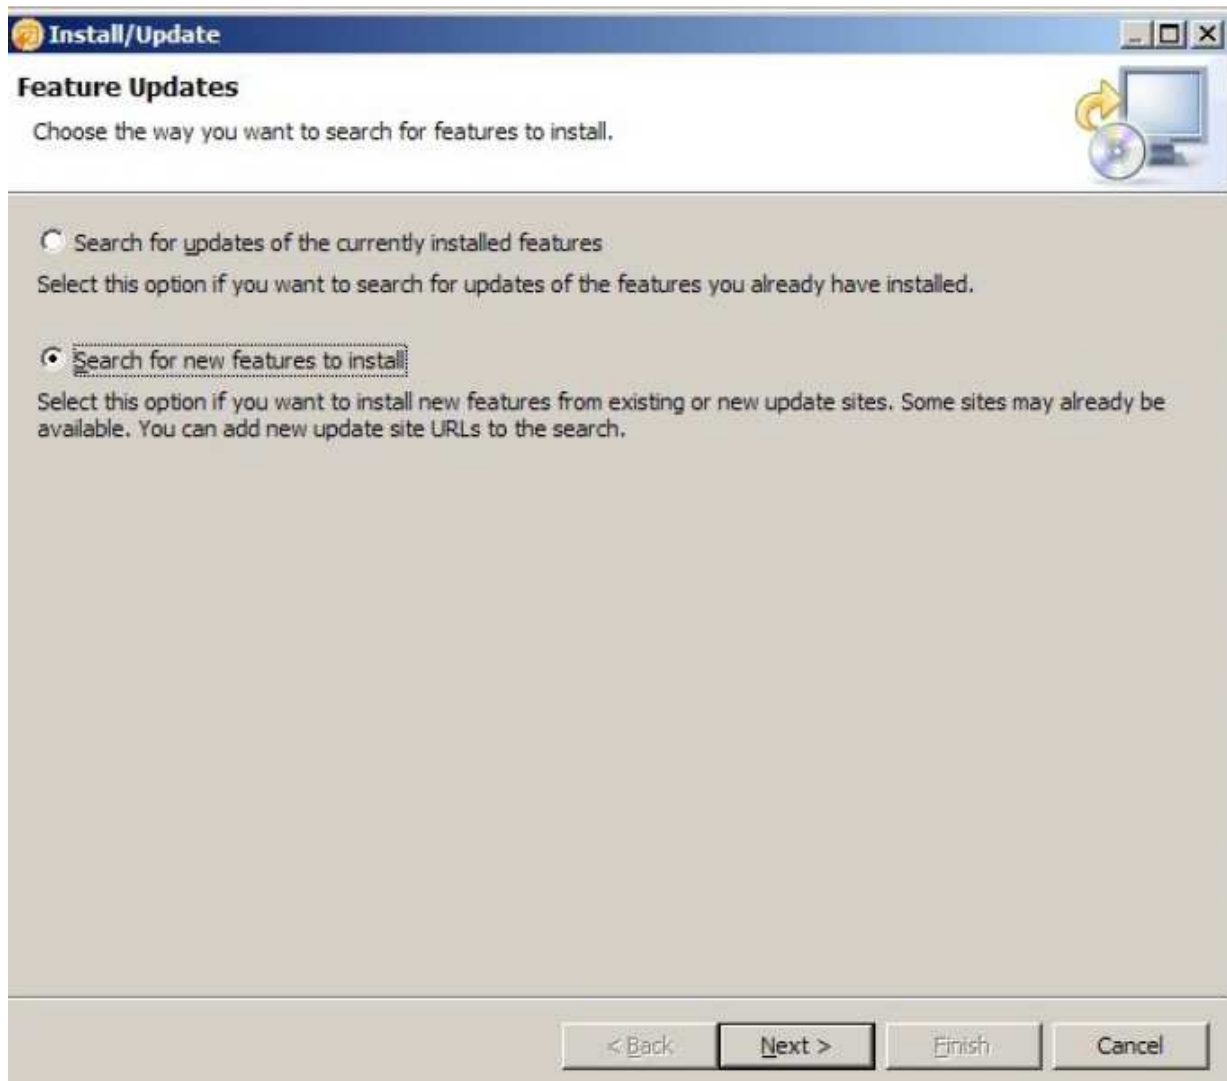 Install/Update
Feature Updates
Choose the way you want to search for features to install.
Search for updates of the currently installed features
Select this option if you want to search for updates of the features you already have installed.
Search for new features to install
Select this option if you want to install new features from existing or new update sites. Some sites may already be
available. You can add new update site URLs to the search.
< Back
Next >
Finish
Cancel